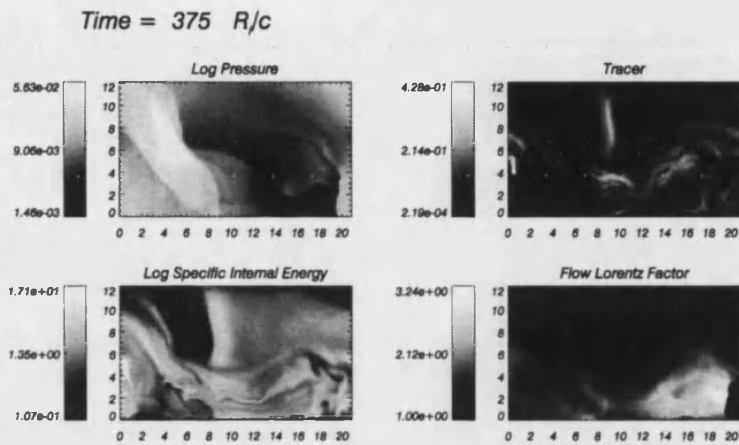 Time = 375 R/c
Log Pressure
5.63e-02
9.06e-03
1.46e-03
12
10
8
6
4
2
0
0 2 4 6 8 10 12 14 16 18 20
Tracer
4.28e-01
2.14e-01
2.19e-04
12
10
8
6
4
2
0
0 2 4 6 8 10 12 14 16 18 20
Log Specific Internal Energy
1.71e+01
1.35e+00
1.07e-01
12
10
8
6
4
2
0
0 2 4 6 8 10 12 14 16 18 20
Flow Lorentz Factor
3.24e+00
2.12e+00
1.00e+00
12
10
8
6
4
2
0
0 2 4 6 8 10 12 14 16 18 20